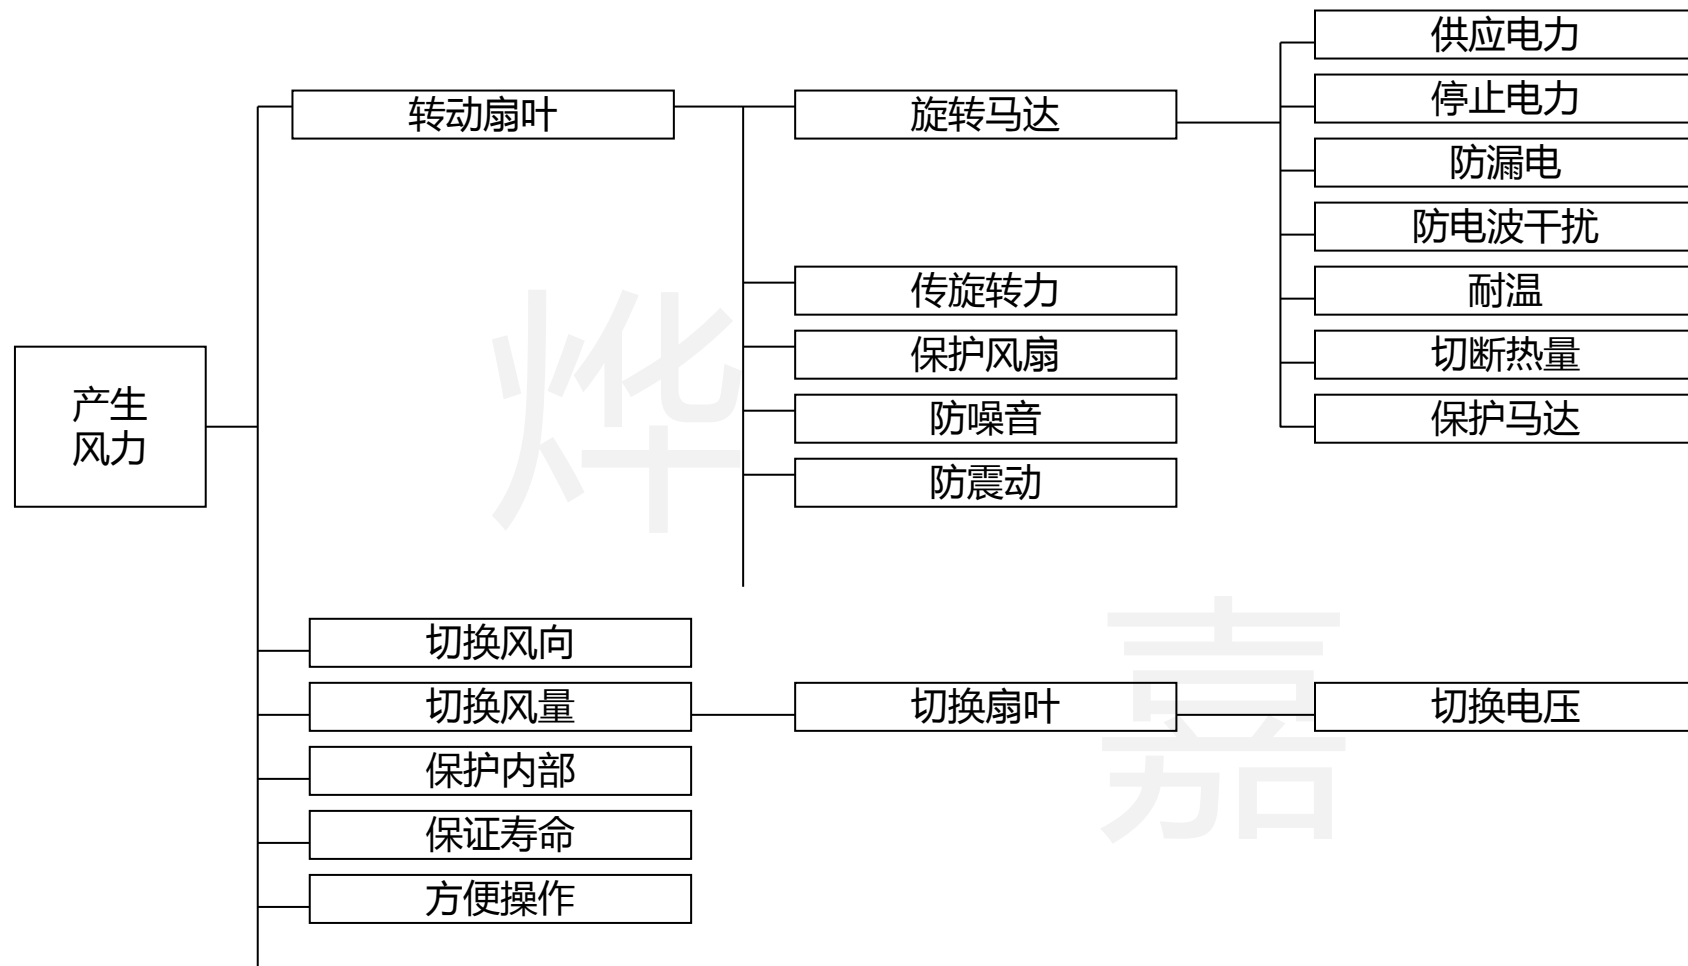 供应电力
转动扇叶
旋转马达
停止电力
防漏电
防电波干扰
传旋转力
耐温
保护风扇
切断热量
产生
风力
防噪音
保护马达
防震动
切换风向
切换风量
切换扇叶
切换电压
保护内部
保证寿命
方便操作
烨
嘉